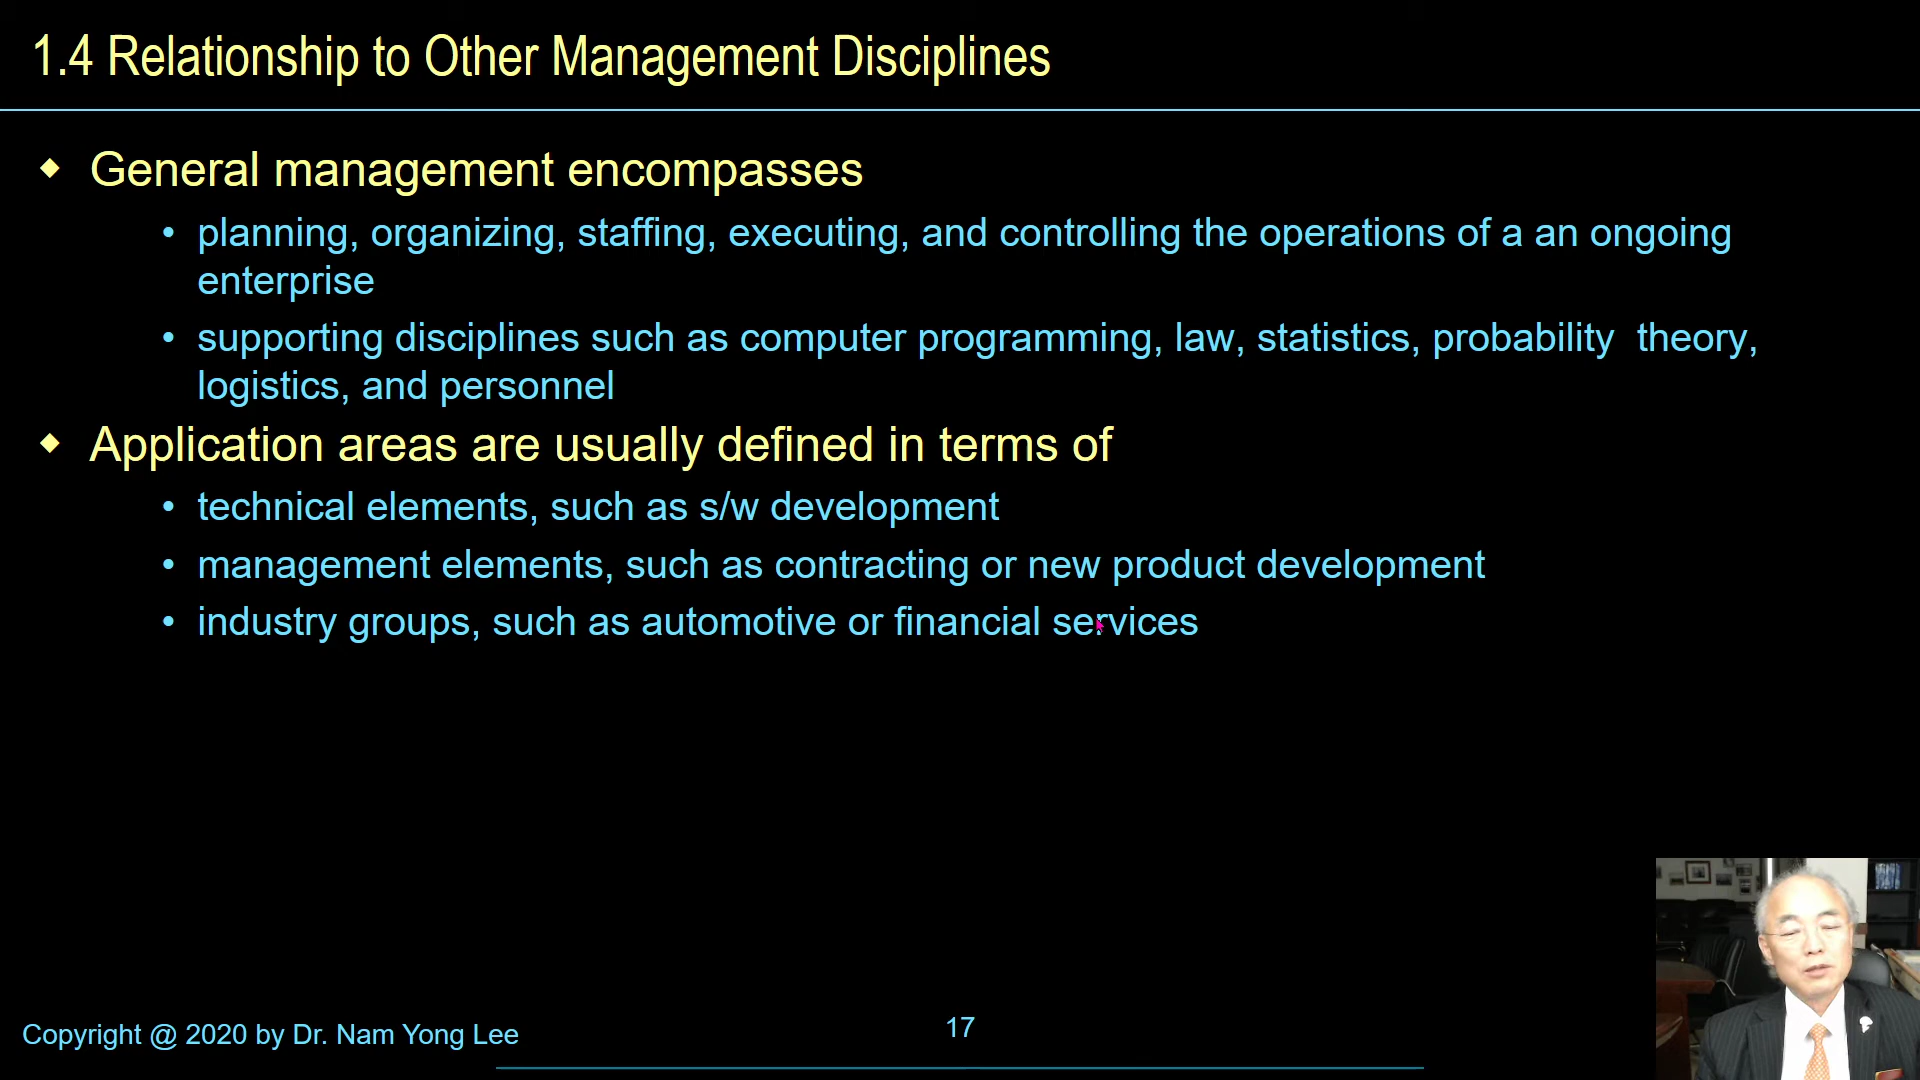 1.4 Relationship to Other Management Disciplines
◆ General management encompasses
• planning, organizing, staffing, executing, and controlling the operations of a an ongoing
enterprise
• supporting disciplines such as computer programming, law, statistics, probability theory,
logistics, and personnel
◆ Application areas are usually defined in terms of
• technical elements, such as s/w development
• management elements, such as contracting or new product development
• industry groups, such as automotive or financial services
Copyright @ 2020 by Dr. Nam Yong Lee
17